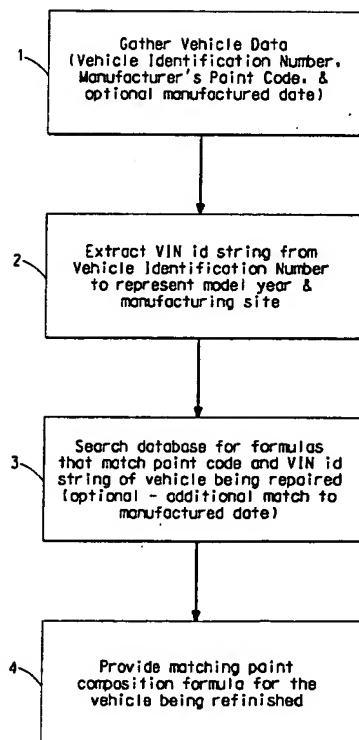 1
Gather Vehicle Data
(Vehicle Identification Number,
Manufacturer's Paint Code, &
optional manufactured date)
2
Extract VIN id string from
Vehicle Identification Number
to represent model year &
manufacturing site
3
Search database for formulas
that match paint code and VIN id
string of vehicle being repaired
(optional - additional match to
manufactured date)
4
Provide matching paint
composition formula for the
vehicle being refinished